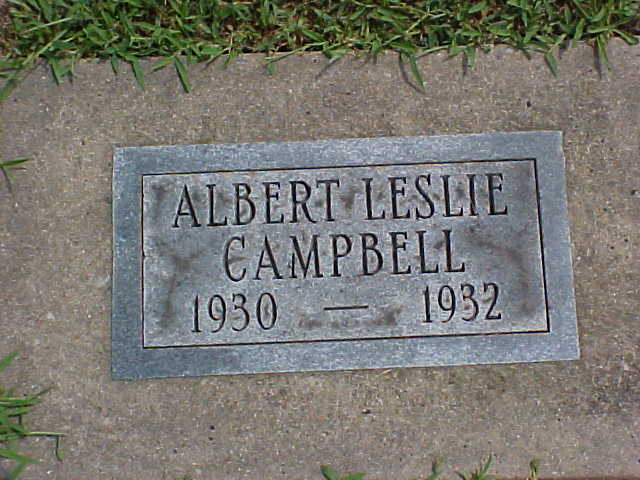 ALBERT LESLIE
CAMPBELL
1930 — 1932